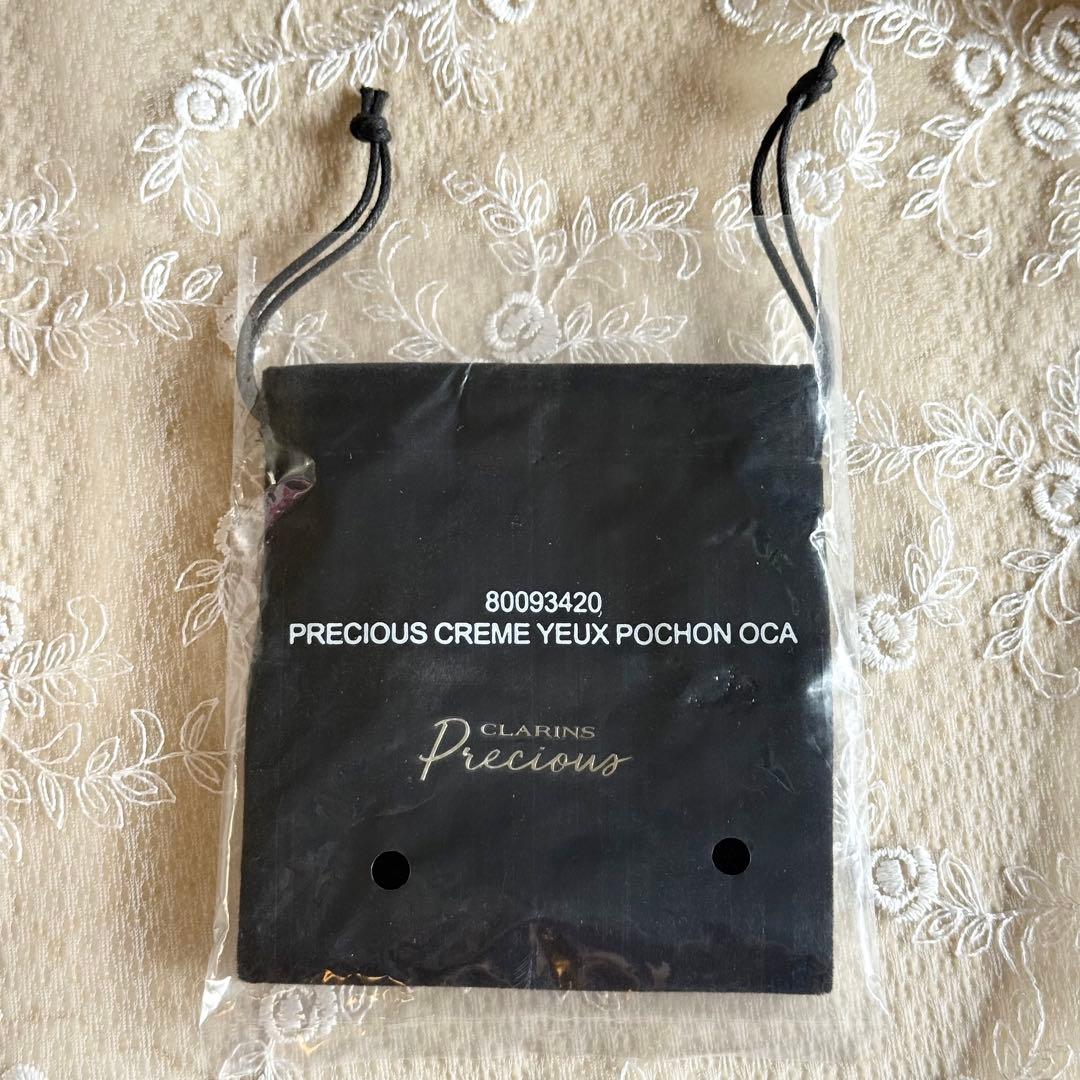 80093420
PRECIOUS CREME YEUX POCHON OCA
CLARINS
Precious